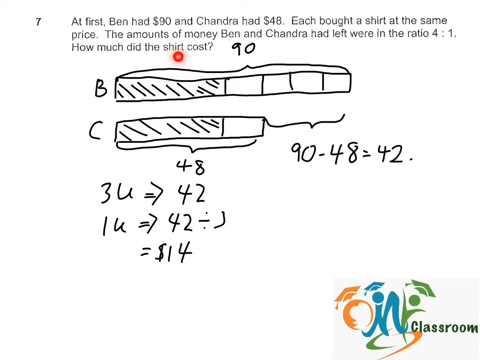 7 At first, Ben had $90 and Chandra had $48. Each bought a shirt at the same
price. The amounts of money Ben and Chandra had left were in the ratio 4 : 1.
How much did the shirt cost?
90
B
C
48
90-48=42.
3u ⇒ 42
1u ⇒ 42 ÷ 3
= $14
Classroom